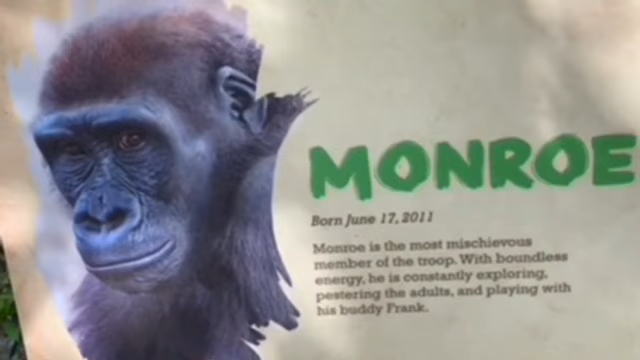 MONROE
Born June 17, 2011
Monroe is the most mischievous
member of the troop. With boundless
energy, he is constantly exploring,
pestering the adults, and playing with
his buddy Frank.